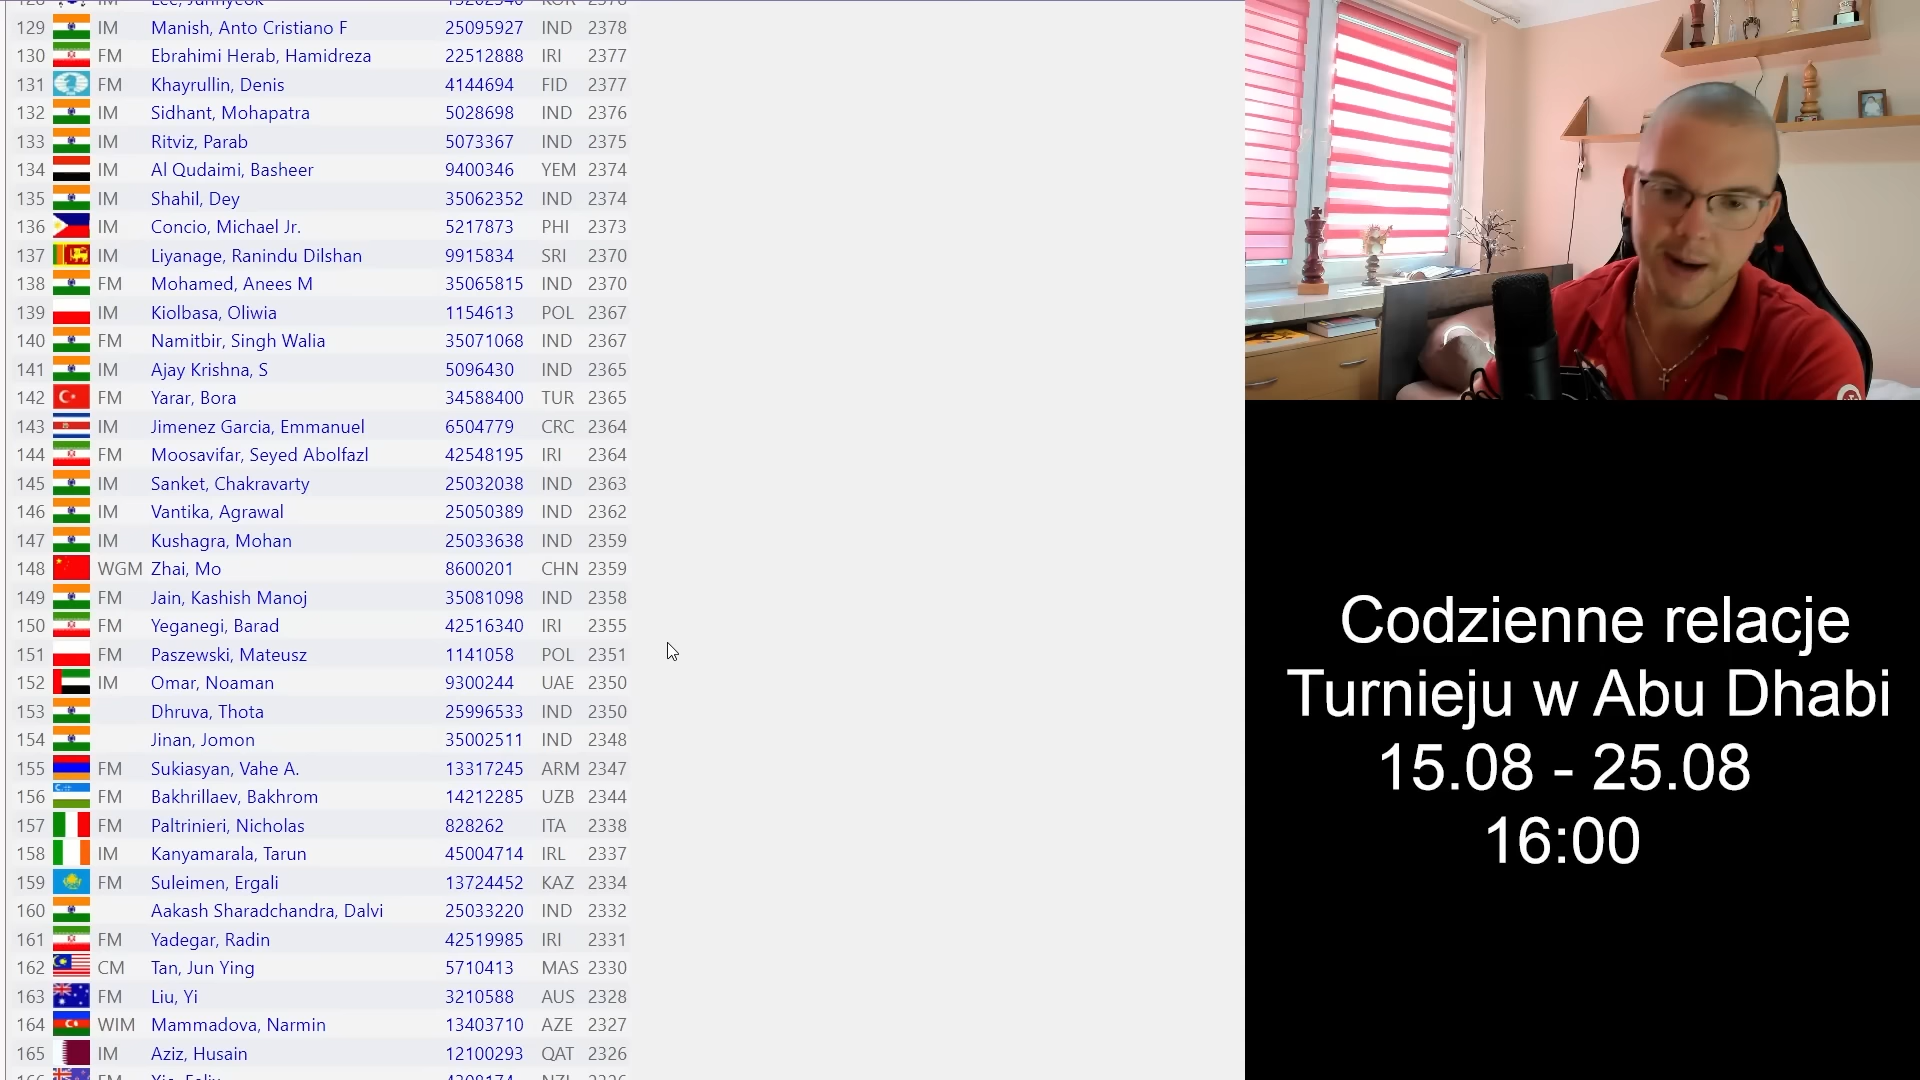 129 IM Manish, Anto Cristiano F 25095927 IND 2378
130 FM Ebrahimi Herab, Hamidreza 22512888 IRI 2377
131 FM Khayrullin, Denis 4144694 FID 2377
132 IM Sidhant, Mohapatra 5028698 IND 2376
133 IM Ritviz, Parab 5073367 IND 2375
134 IM Al Qudaimi, Basheer 9400346 YEM 2374
135 IM Shahil, Dey 35062352 IND 2374
136 IM Concio, Michael Jr. 5217873 PHI 2373
137 IM Liyanage, Ranindu Dilshan 9915834 SRI 2370
138 FM Mohamed, Anees M 35065815 IND 2370
139 IM Kiolbasa, Oliwia 1154613 POL 2367
140 FM Namitbir, Singh Walia 35071068 IND 2367
141 IM Ajay Krishna, S 5096430 IND 2365
142 FM Yarar, Bora 34588400 TUR 2365
143 IM Jimenez Garcia, Emmanuel 6504779 CRC 2364
144 FM Moosavifar, Seyed Abolfazl 42548195 IRI 2364
145 IM Sanket, Chakravarty 25032038 IND 2363
146 IM Vantika, Agrawal 25050389 IND 2362
147 IM Kushagra, Mohan 25033638 IND 2359
148 WGM Zhai, Mo 8600201 CHN 2359
149 FM Jain, Kashish Manoj 35081098 IND 2358
150 FM Yeganegi, Barad 42516340 IRI 2355
151 FM Paszewski, Mateusz 1141058 POL 2351
152 IM Omar, Noaman 9300244 UAE 2350
153 Dhruva, Thota 25996533 IND 2350
154 Jinan, Jomon 35002511 IND 2348
155 FM Sukiasyan, Vahe A. 13317245 ARM 2347
156 FM Bakhrillaev, Bakhrom 14212285 UZB 2344
157 FM Paltrinieri, Nicholas 828262 ITA 2338
158 IM Kanyamarala, Tarun 45004714 IRL 2337
159 FM Suleimen, Ergali 13724452 KAZ 2334
160 Aakash Sharadchandra, Dalvi 25033220 IND 2332
161 FM Yadegar, Radin 42519985 IRI 2331
162 CM Tan, Jun Ying 5710413 MAS 2330
163 FM Liu, Yi 3210588 AUS 2328
164 WIM Mammadova, Narmin 13403710 AZE 2327
165 IM Aziz, Husain 12100293 QAT 2326
Codzienne relacje
Turnieju w Abu Dhabi
15.08 - 25.08
16:00